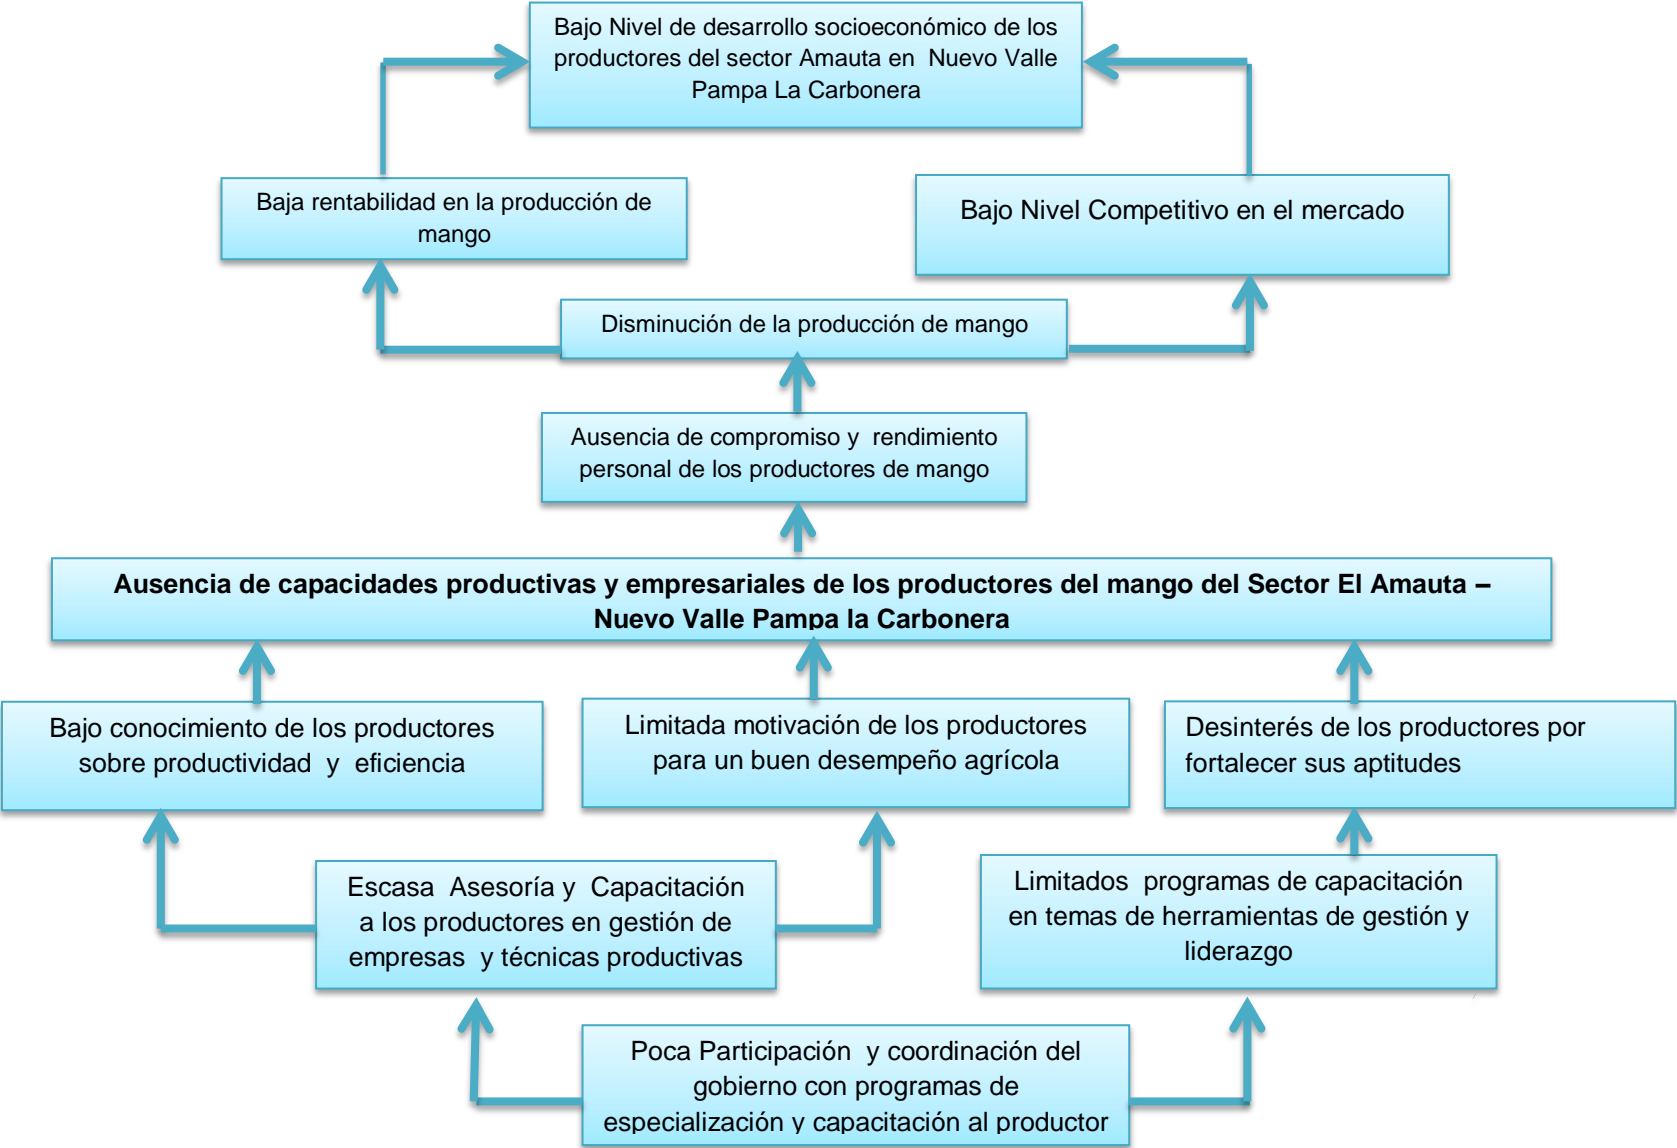 Bajo Nivel de desarrollo socioeconómico de los
productores del sector Amauta en Nuevo Valle
Pampa La Carbonera
Baja rentabilidad en la producción de
mango
Bajo Nivel Competitivo en el mercado
Disminución de la producción de mango
Ausencia de compromiso y rendimiento
personal de los productores de mango
Ausencia de capacidades productivas y empresariales de los productores del mango del Sector El Amauta –
Nuevo Valle Pampa la Carbonera
Bajo conocimiento de los productores
sobre productividad y eficiencia
Limitada motivación de los productores
para un buen desempeño agrícola
Desinterés de los productores por
fortalecer sus aptitudes
Escasa Asesoría y Capacitación
a los productores en gestión de
empresas y técnicas productivas
Limitados programas de capacitación
en temas de herramientas de gestión y
liderazgo
Poca Participación y coordinación del
gobierno con programas de
especialización y capacitación al productor